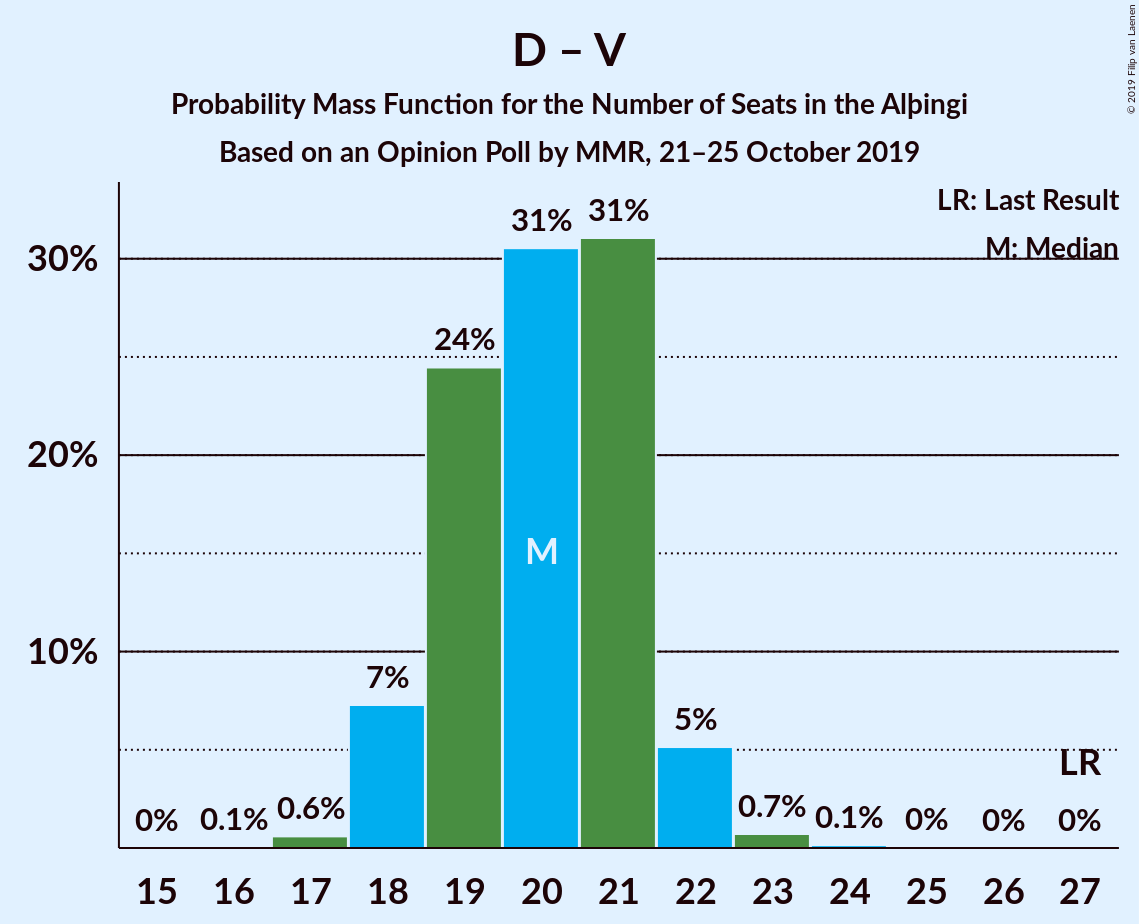 D – V
Probability Mass Function for the Number of Seats in the Alþingi
Based on an Opinion Poll by MMR, 21–25 October 2019
© 2019 Filip van Laenen
LR: Last Result
M: Median
30%
20%
10%
0% 0.1% 0.6% 7% 24% 31% 31% 5% 0.7% 0.1% 0% 0% 0%
M
LR
15 16 17 18 19 20 21 22 23 24 25 26 27